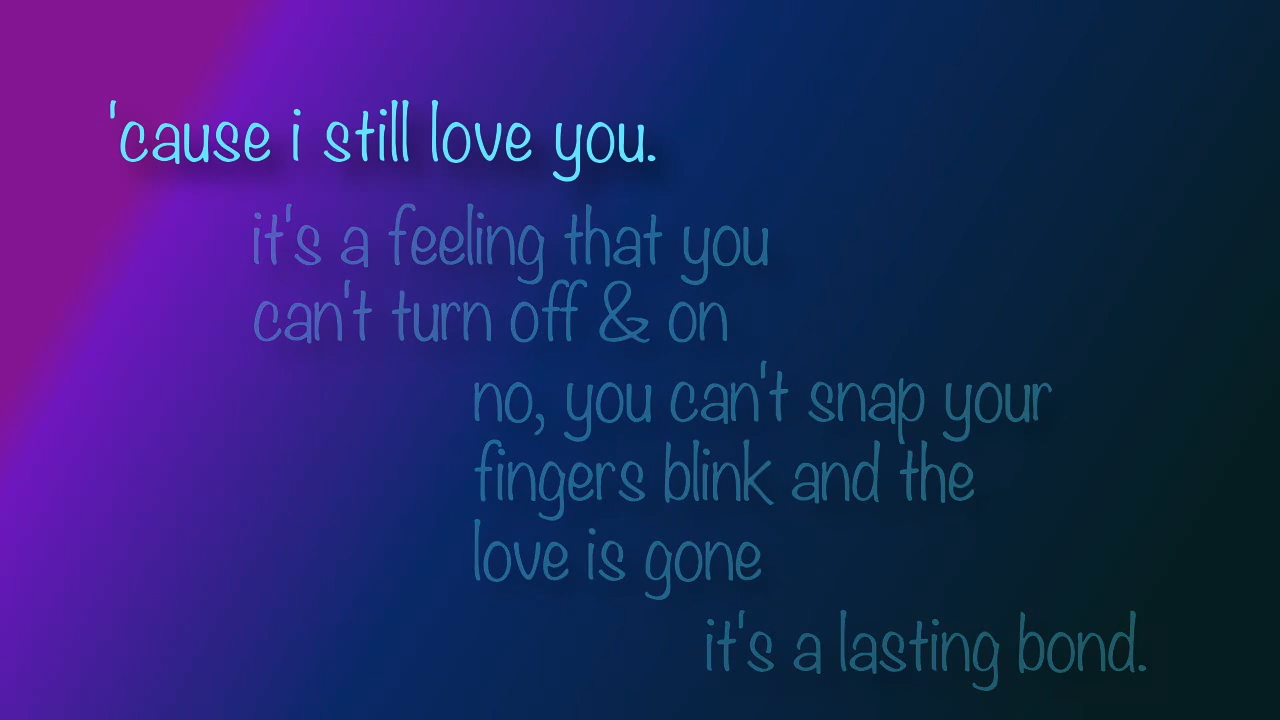 'cause i still love you.
it's a feeling that you
can't turn off & on
no, you can't snap your
fingers blink and the
love is gone
it's a lasting bond.